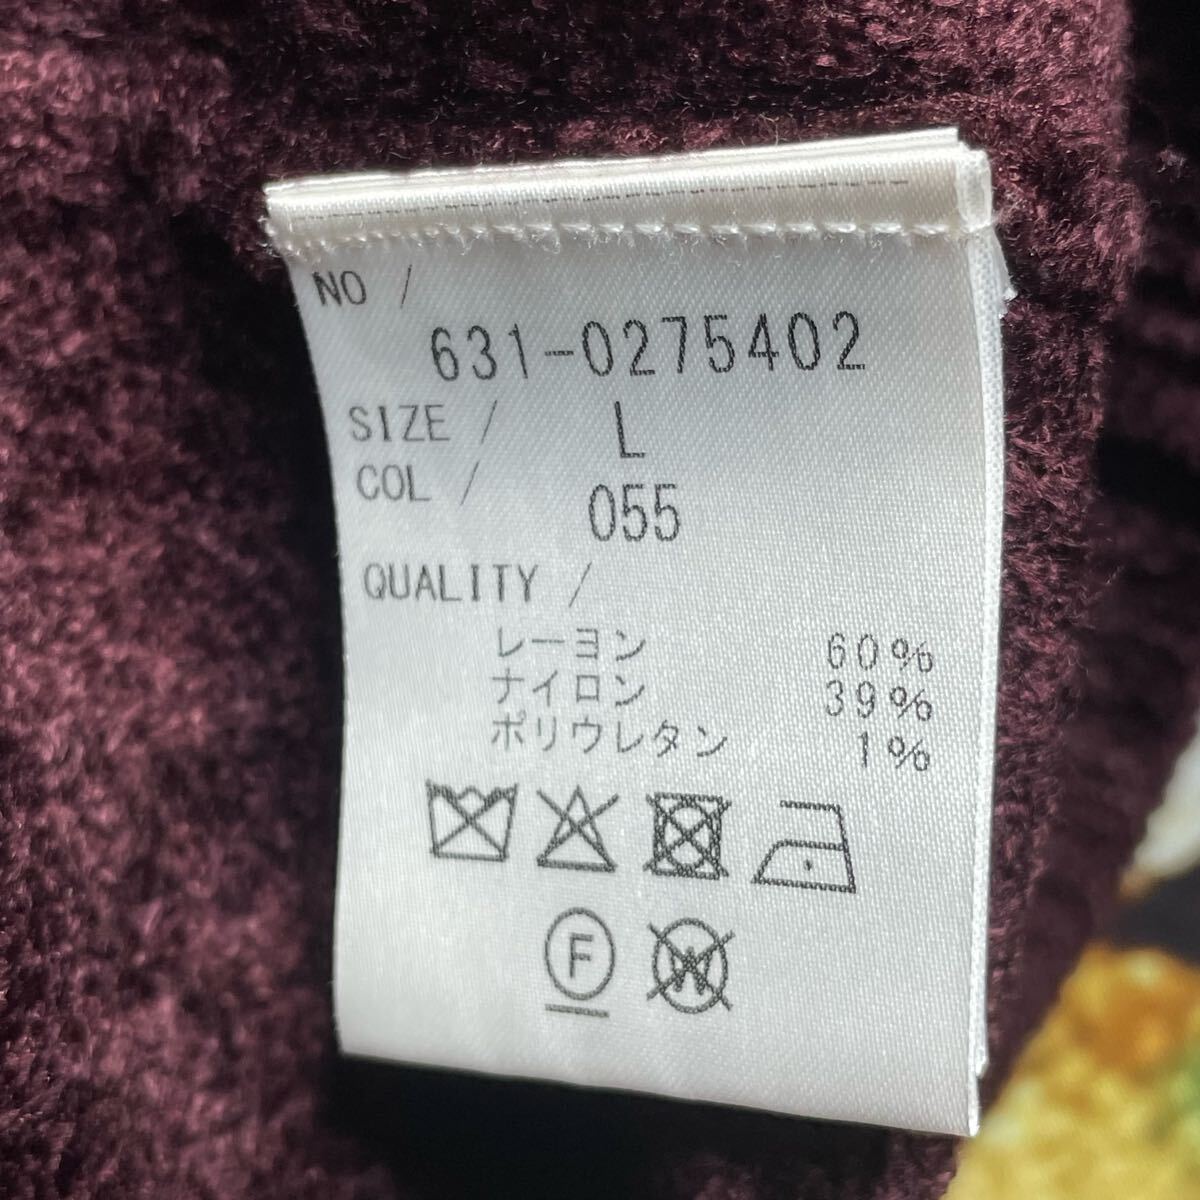 NO /
631-0275402
SIZE / L
COL / 055
QUALITY /
レーヨン 60%
ナイロン 39%
ポリウレタン 1%
F W